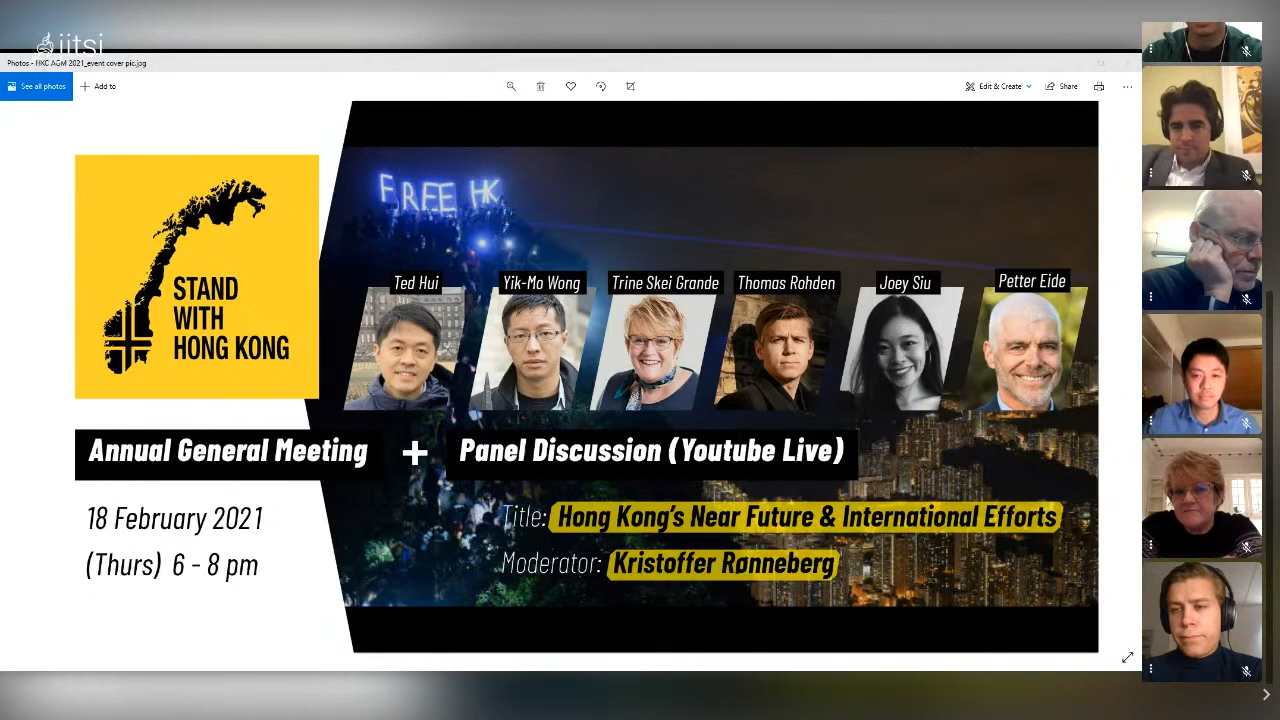 jitsi
Photos - HKC AGM 2021_event cover pic.jpg
See all photos
Add to
Edit & Create
Share
FREE HK
Ted Hui
Yik-Mo Wong
Trine Skei Grande
Thomas Rohden
Joey Siu
Petter Eide
STAND
WITH
HONG KONG
Annual General Meeting + Panel Discussion (Youtube Live)
18 February 2021
(Thurs) 6 - 8 pm
Title: Hong Kong's Near Future & International Efforts
Moderator: Kristoffer Rønneberg